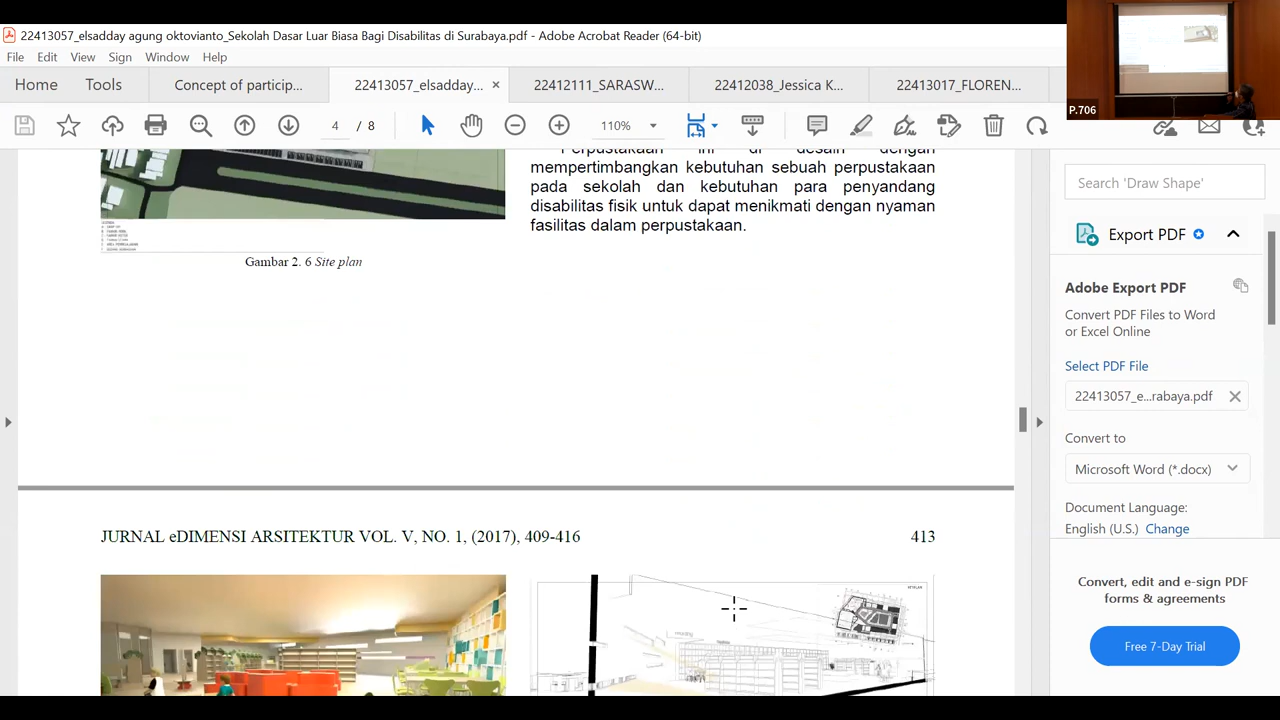 22413057_elsadday agung oktovianto_Sekolah Dasar Luar Biasa Bagi Disabilitas di Surabaya.pdf - Adobe Acrobat Reader (64-bit)
File Edit View Sign Window Help
Home Tools Concept of particip... 22413057_elsadday... × 22412111_SARASW... 22412038_Jessica K... 22413017_FLOREN...
P.706
4 / 8 110%
Perpustakaan ini di desain dengan
mempertimbangkan kebutuhan sebuah perpustakaan
pada sekolah dan kebutuhan para penyandang
disabilitas fisik untuk dapat menikmati dengan nyaman
fasilitas dalam perpustakaan.
Gambar 2. 6 Site plan
JURNAL eDIMENSI ARSITEKTUR VOL. V, NO. 1, (2017), 409-416 413
KEYPLAN
Search 'Draw Shape'
Export PDF
Adobe Export PDF
Convert PDF Files to Word
or Excel Online
Select PDF File
22413057_e...rabaya.pdf
Convert to
Microsoft Word (*.docx)
Document Language:
English (U.S.) Change
Convert, edit and e-sign PDF
forms & agreements
Free 7-Day Trial